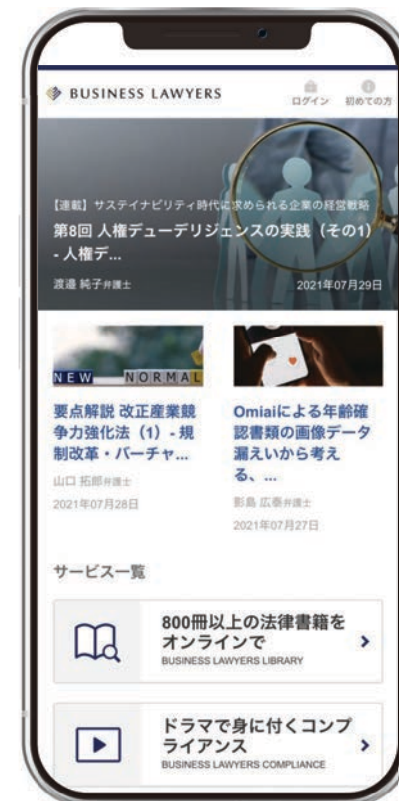 BUSINESS LAWYERS
ログイン
初めての方
【連載】サステイナビリティ時代に求められる企業の経営戦略
第8回 人権デューデリジェンスの実践（その1）
- 人権デ...
渡邉 純子弁護士
2021年07月29日
NEW NORMAL
要点解説 改正産業競
争力強化法（1）- 規
制改革・バーチャ...
山口 拓郎弁護士
2021年07月28日
Omiaiによる年齢確
認書類の画像データ
漏えいから考え
る、...
影島 広泰弁護士
2021年07月27日
サービス一覧
800冊以上の法律書籍を
オンラインで
BUSINESS LAWYERS LIBRARY
ドラマで身に付くコンプ
ライアンス
BUSINESS LAWYERS COMPLIANCE